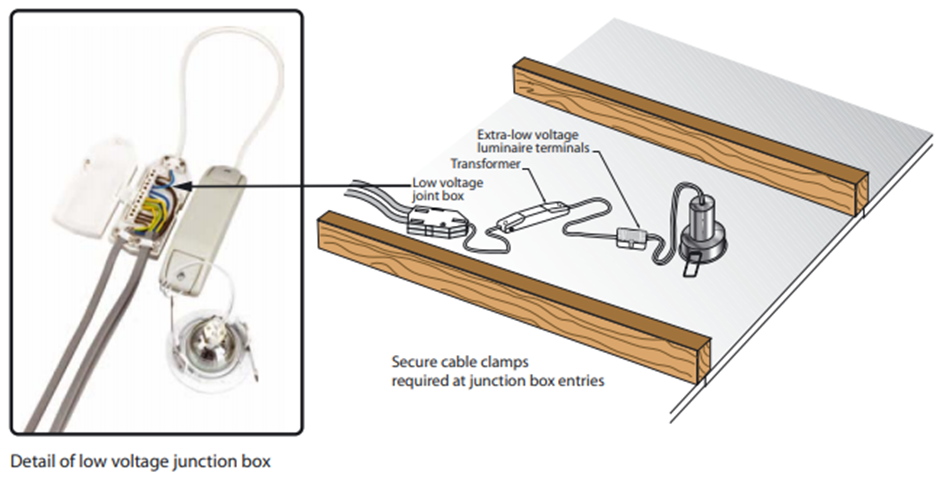 Extra-low voltage
luminaire terminals
Transformer
Low voltage
joint box
Secure cable clamps
required at junction box entries
Detail of low voltage junction box